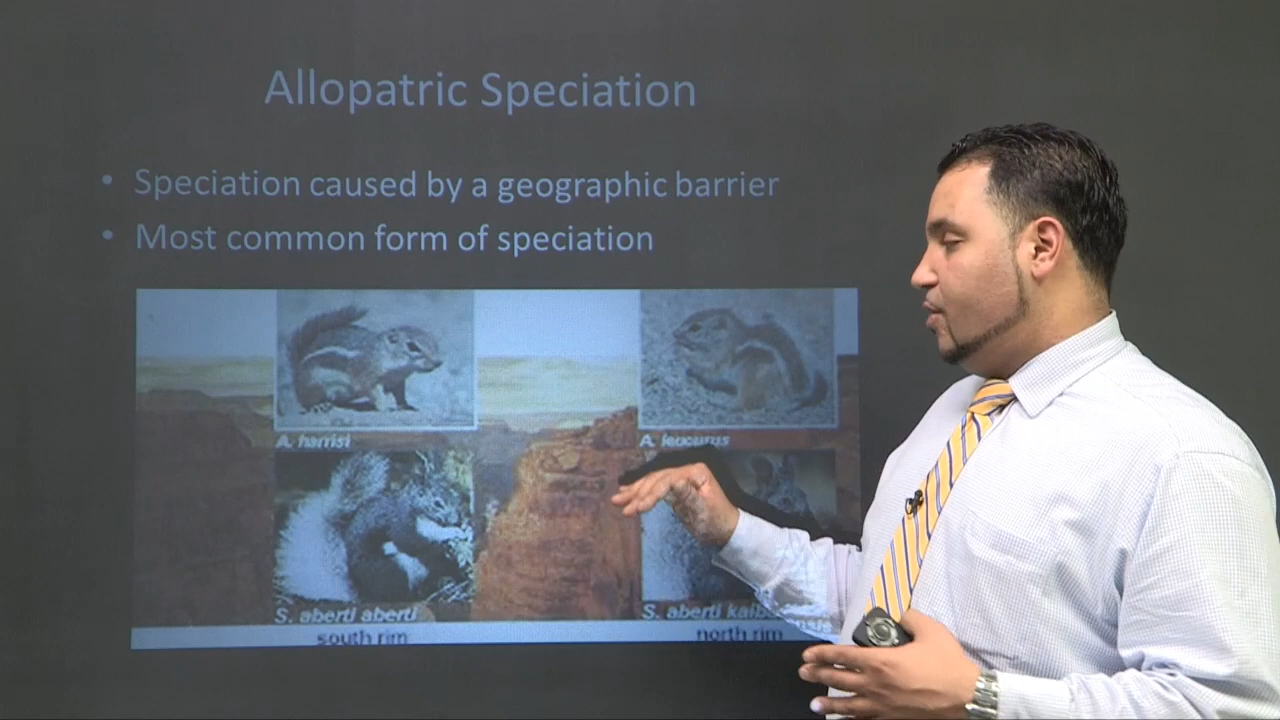 Allopatric Speciation
• Speciation caused by a geographic barrier
• Most common form of speciation
A. harrisi
A. leucurus
S. aberti aberti
S. aberti
south rim
north rim